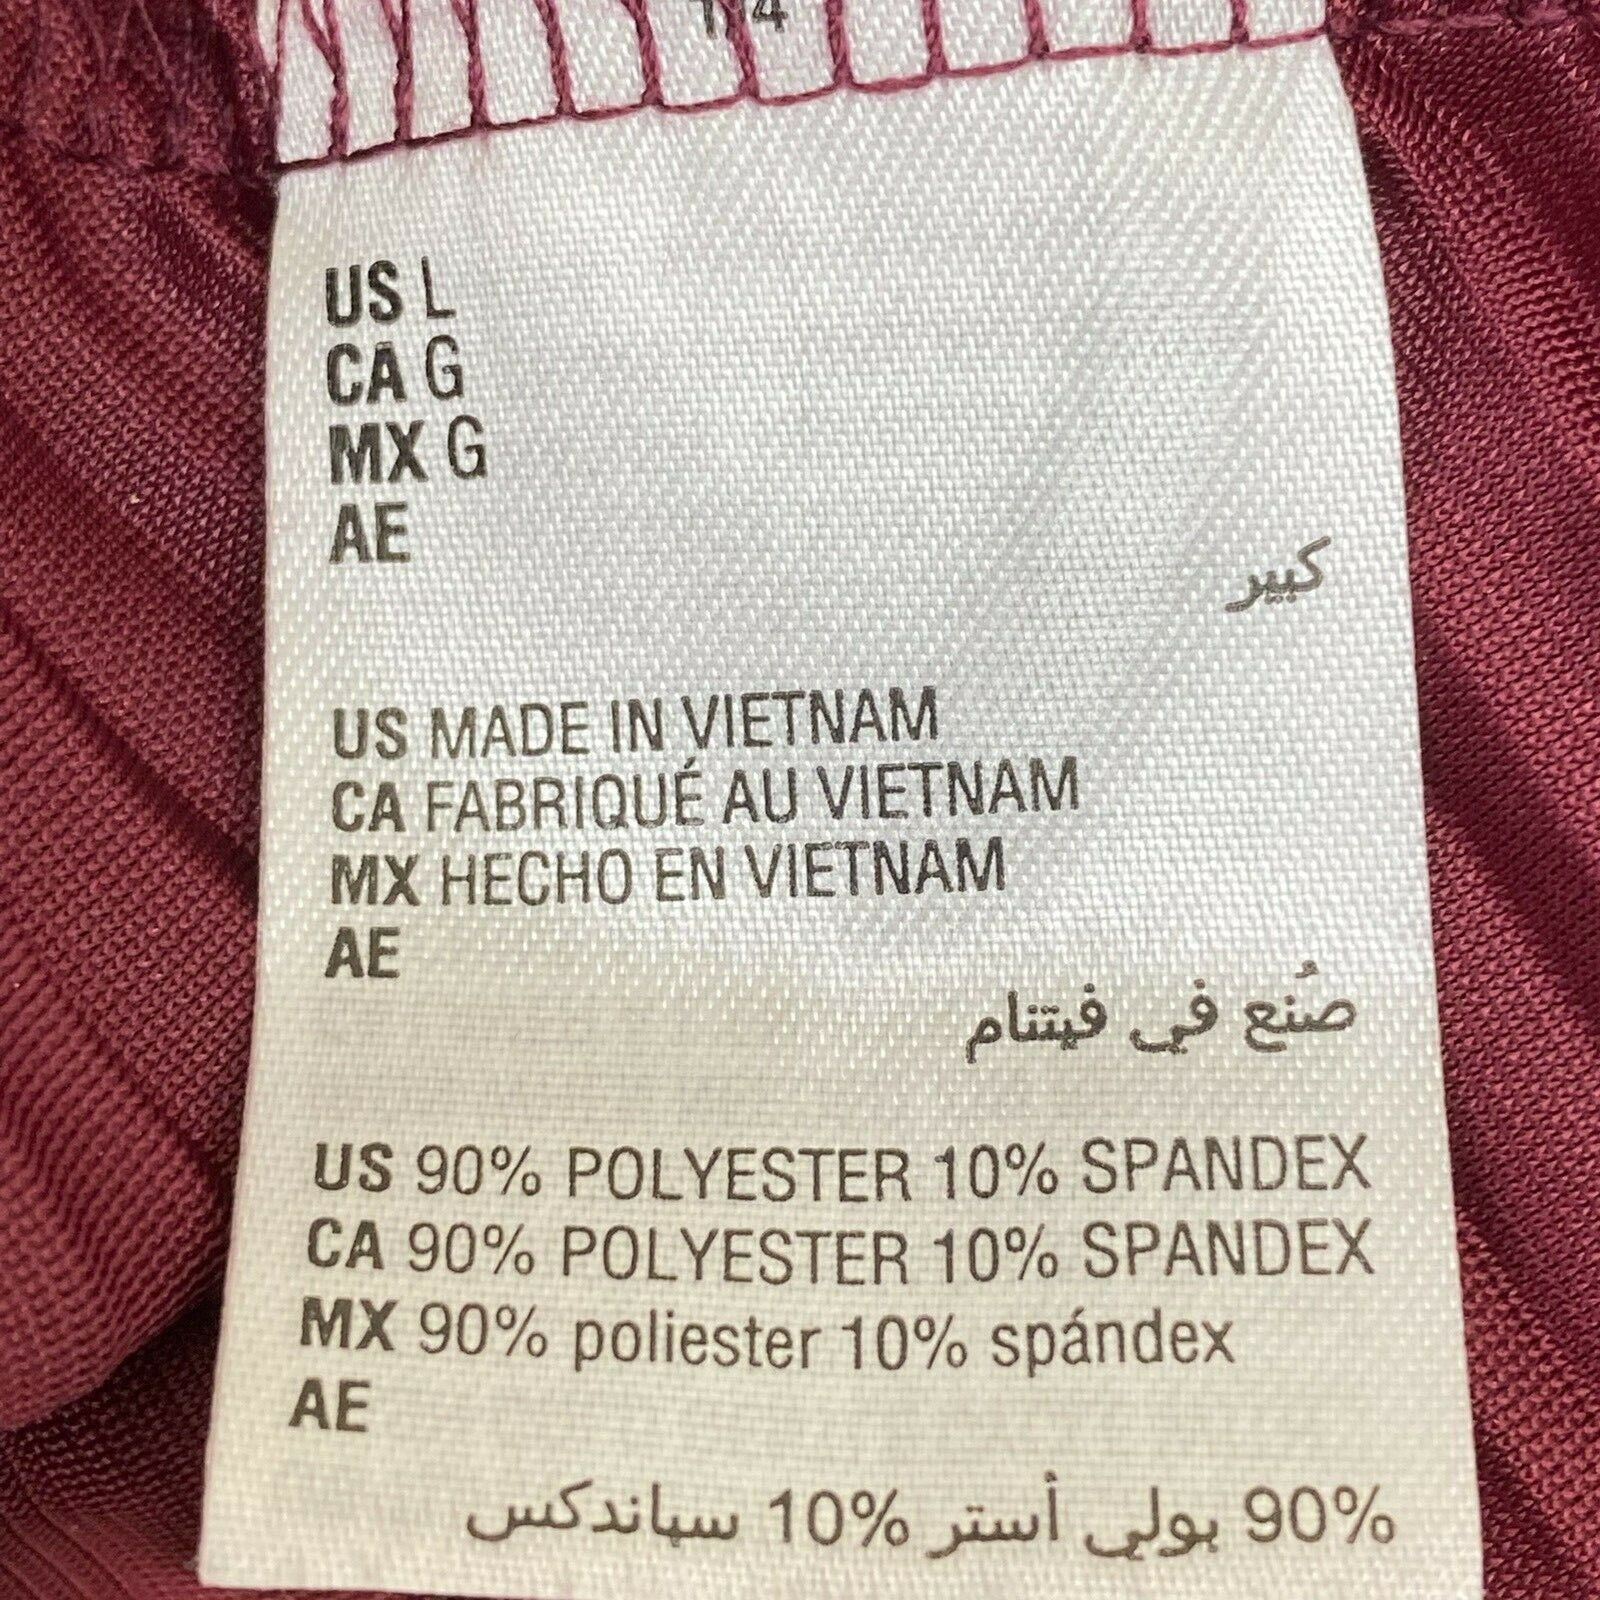 1/4
US L
CA G
MX G
AE
كبير
US MADE IN VIETNAM
CA FABRIQUÉ AU VIETNAM
MX HECHO EN VIETNAM
AE
صُنع في فيتنام
US 90% POLYESTER 10% SPANDEX
CA 90% POLYESTER 10% SPANDEX
MX 90% poliester 10% spándex
AE
90% بولي أستر 10% سباندكس